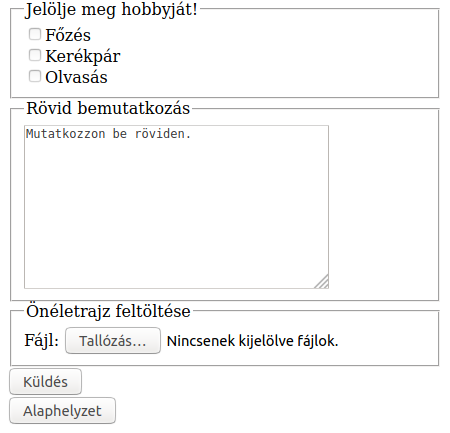 Jelölje meg hobbyját!
Főzés
Kerékpár
Olvasás
Rövid bemutatkozás
Mutatkozzon be röviden.
Önéletrajz feltöltése
Fájl: Tallózás... Nincsenek kijelölve fájlok.
Küldés
Alaphelyzet